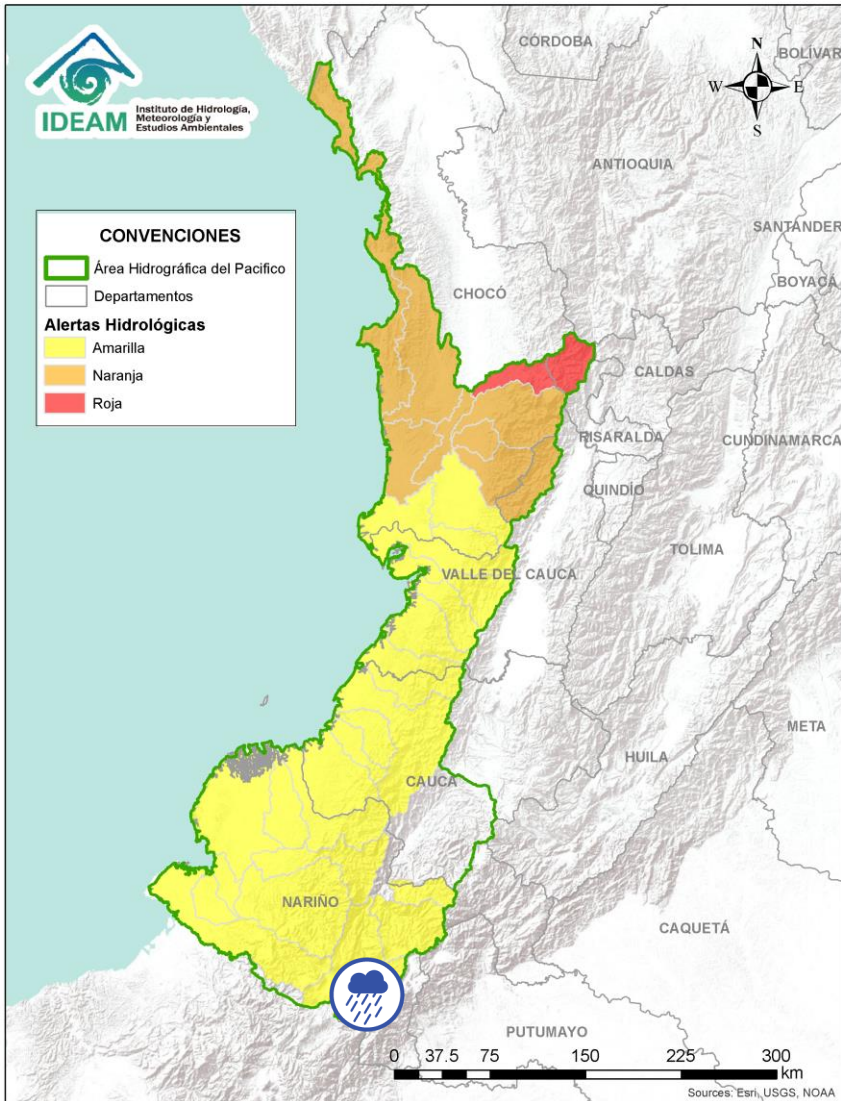 IDEAM
Instituto de Hidrología,
Meteorología y
Estudios Ambientales
CÓRDOBA
BOLÍVAR
N
W
E
S
ANTIOQUIA
SANTANDER
BOYACÁ
CONVENCIONES
Área Hidrográfica del Pacifico
Departamentos
Alertas Hidrológicas
Amarilla
Naranja
Roja
CHOCÓ
CALDAS
RISARALDA
CUNDINAMARCA
QUINDÍO
TOLIMA
VALLE DEL CAUCA
META
HUILA
CAUCA
NARIÑO
CAQUETÁ
PUTUMAYO
0 37.5 75 150 225 300
km
Sources: Esri, USGS, NOAA